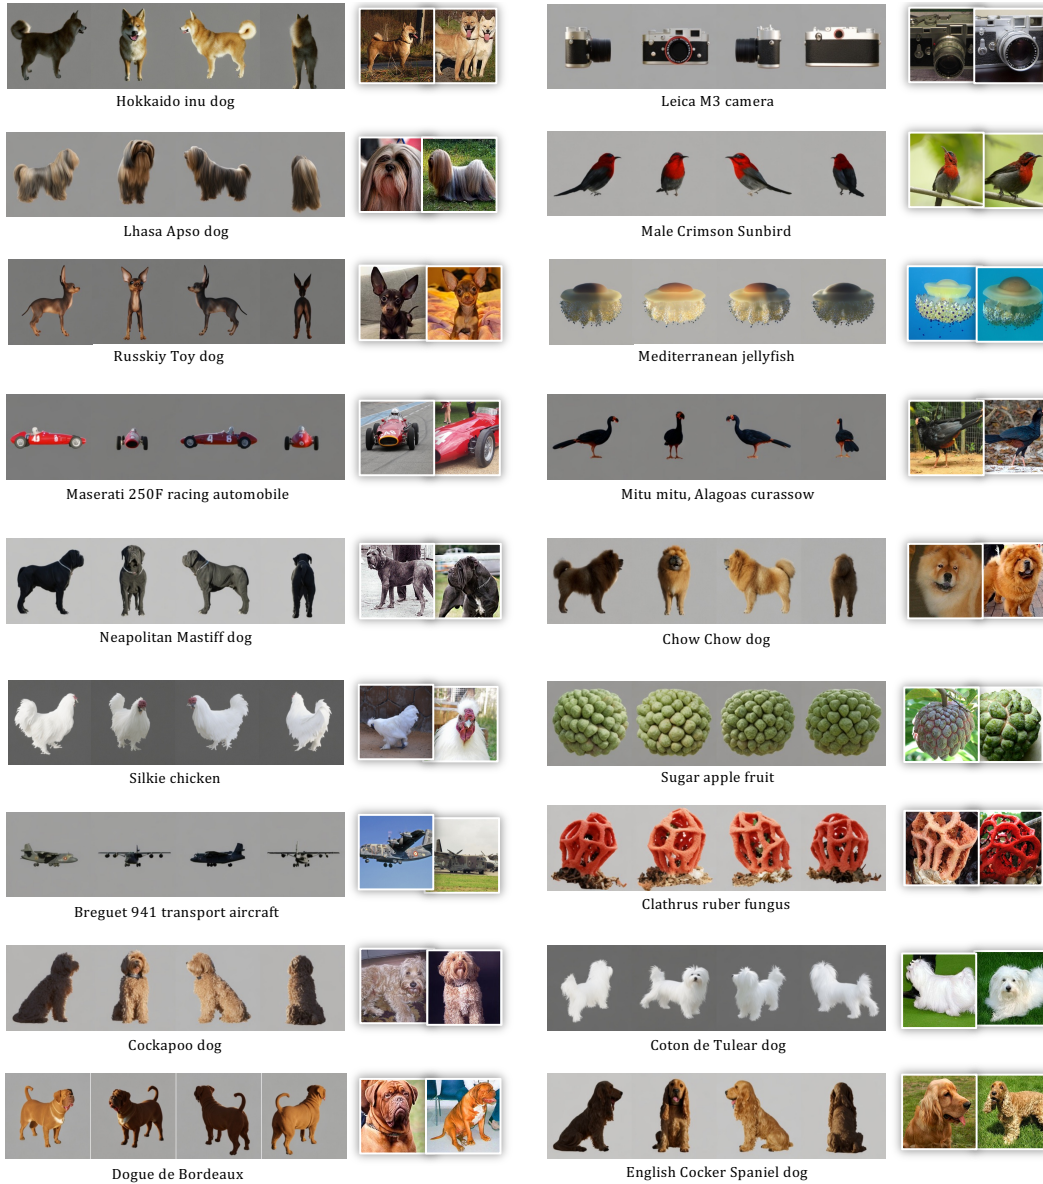 Hokkaido inu dog
Leica M3 camera
Lhasa Apso dog
Male Crimson Sunbird
Russkiy Toy dog
Mediterranean jellyfish
Maserati 250F racing automobile
Mitu mitu, Alagoas curassow
Neapolitan Mastiff dog
Chow Chow dog
Silkie chicken
Sugar apple fruit
Breguet 941 transport aircraft
Clathrus ruber fungus
Cockapoo dog
Coton de Tulear dog
Dogue de Bordeaux
English Cocker Spaniel dog